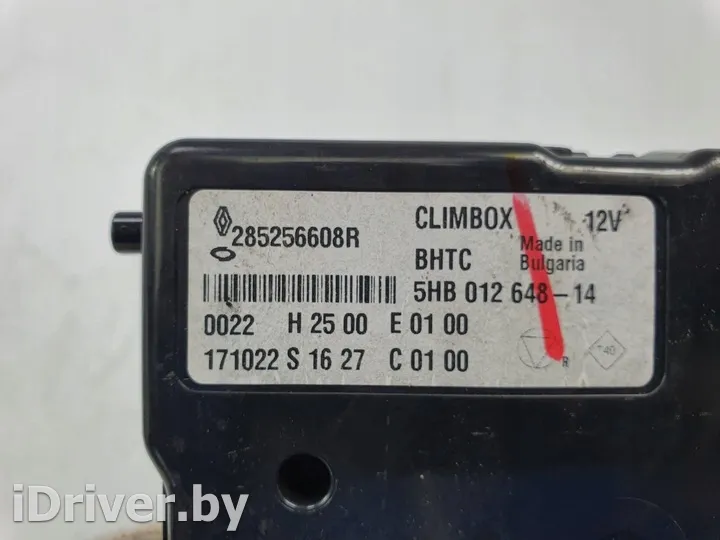 285256608R
CLIMBOX 12V
BHTC Made in Bulgaria
5HB 012 648-14
0022 H 25 00 E 01 00
171022 S 16 27 C 01 00
R
iDriver.by